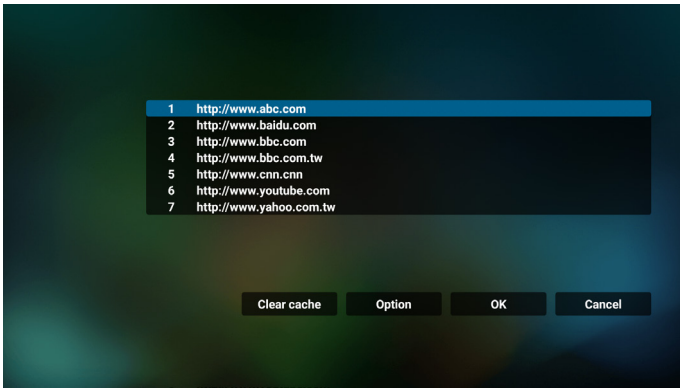 1 http://www.abc.com
2 http://www.baidu.com
3 http://www.bbc.com
4 http://www.bbc.com.tw
5 http://www.cnn.cnn
6 http://www.youtube.com
7 http://www.yahoo.com.tw
Clear cache Option OK Cancel